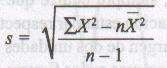 s = √((ΣX² − nX̄²) / (n − 1))